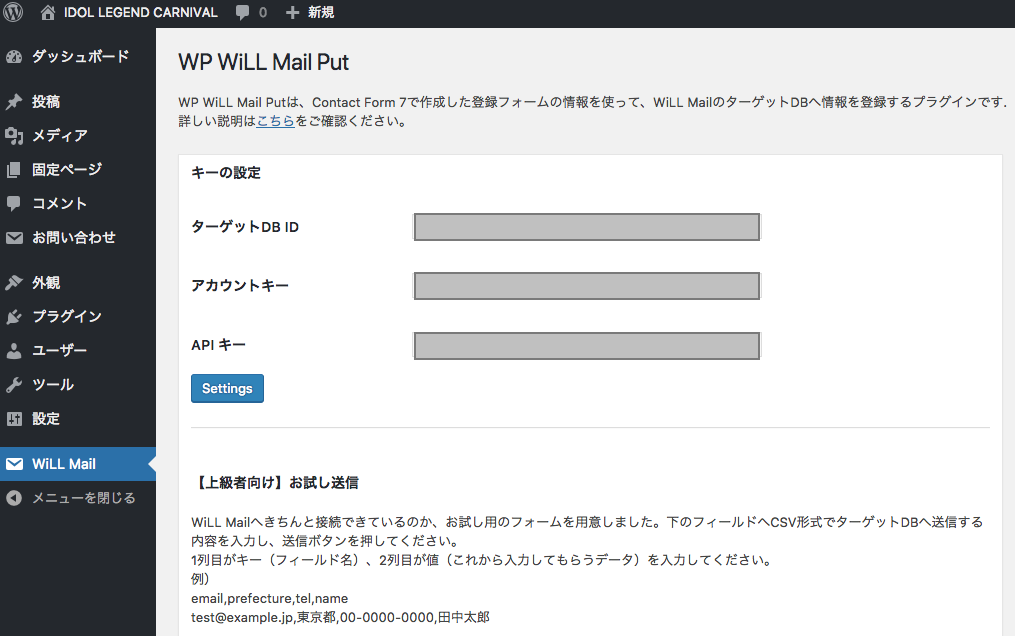 IDOL LEGEND CARNIVAL 0 新規
ダッシュボード
投稿
メディア
固定ページ
コメント
お問い合わせ
外観
プラグイン
ユーザー
ツール
設定
WiLL Mail
メニューを閉じる
WP WiLL Mail Put
WP WiLL Mail Putは、Contact Form 7で作成した登録フォームの情報を使って、WiLL MailのターゲットDBへ情報を登録するプラグインです.
詳しい説明はこちらをご確認ください。
キーの設定
ターゲットDB ID
アカウントキー
API キー
Settings
【上級者向け】お試し送信
WiLL Mailへきちんと接続できているのか、お試し用のフォームを用意しました。下のフィールドへCSV形式でターゲットDBへ送信する
内容を入力し、送信ボタンを押してください。
1列目がキー（フィールド名）、2列目が値（これから入力してもらうデータ）を入力してください。
例）
email,prefecture,tel,name
test@example.jp,東京都,00-0000-0000,田中太郎